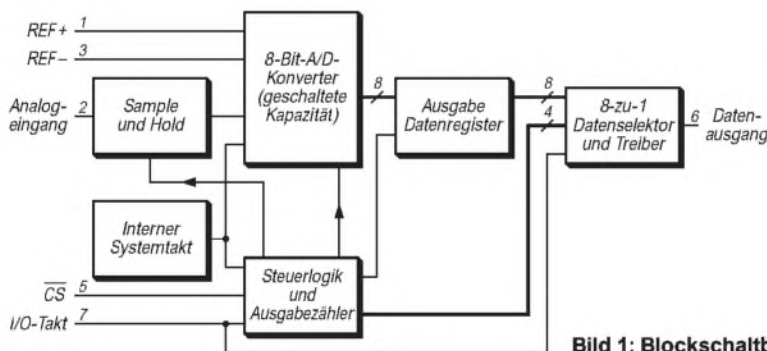 REF+ 1
REF– 3
Analog-
eingang
2
Sample
und Hold
8-Bit-A/D-
Konverter
(geschaltete
Kapazität)
8
Ausgabe
Datenregister
8
4
8-zu-1
Datenselektor
und Treiber
6
Daten-
ausgang
Interner
Systemtakt
Steuerlogik
und
Ausgabezähler
C̅S̅ 5
I/O-Takt 7